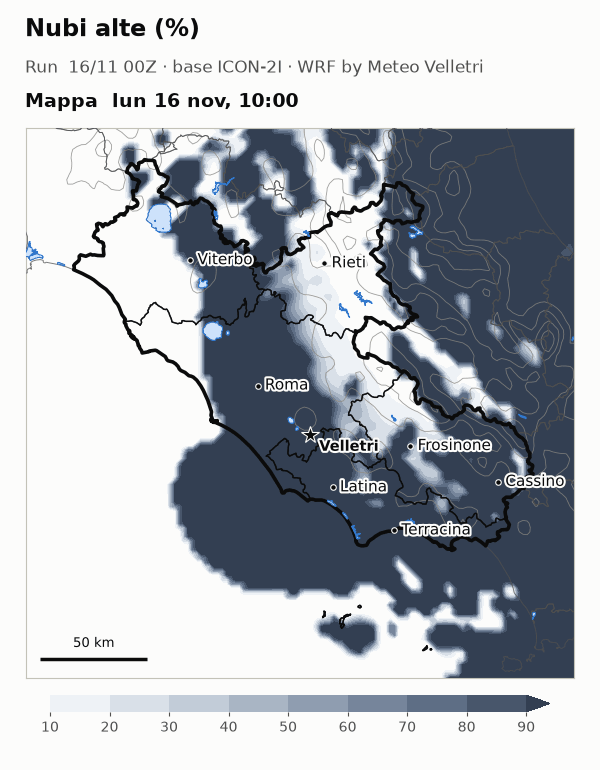 Nubi alte (%)
Run 16/11 00Z · base ICON-2I · WRF by Meteo Velletri
Mappa lun 16 nov, 10:00
Viterbo
Rieti
Roma
Velletri
Frosinone
Latina
Cassino
Terracina
50 km
10 20 30 40 50 60 70 80 90